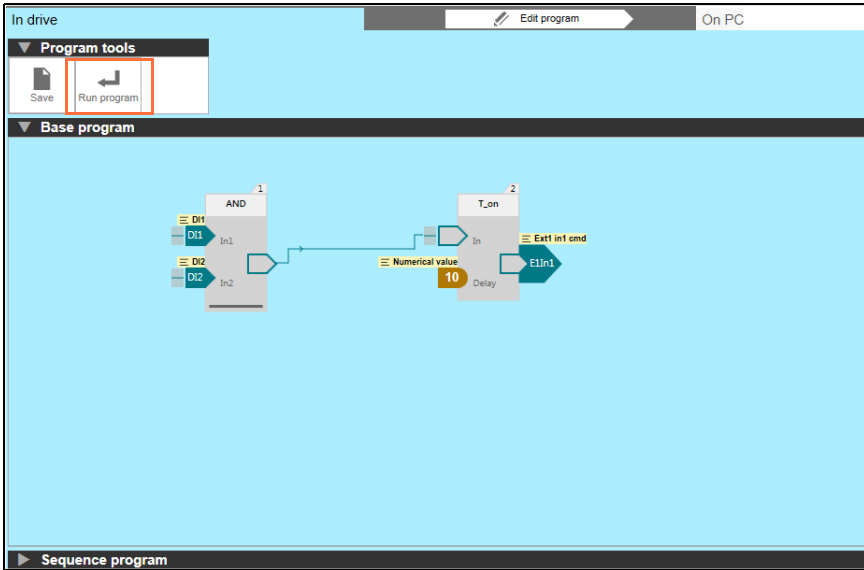 In drive
Edit program
On PC
Program tools
Save
Run program
Base program
1
AND
DI1
DI1
In1
DI2
DI2
In2
2
T_on
In
Ext1 in1 cmd
E1In1
Numerical value
10
Delay
Sequence program